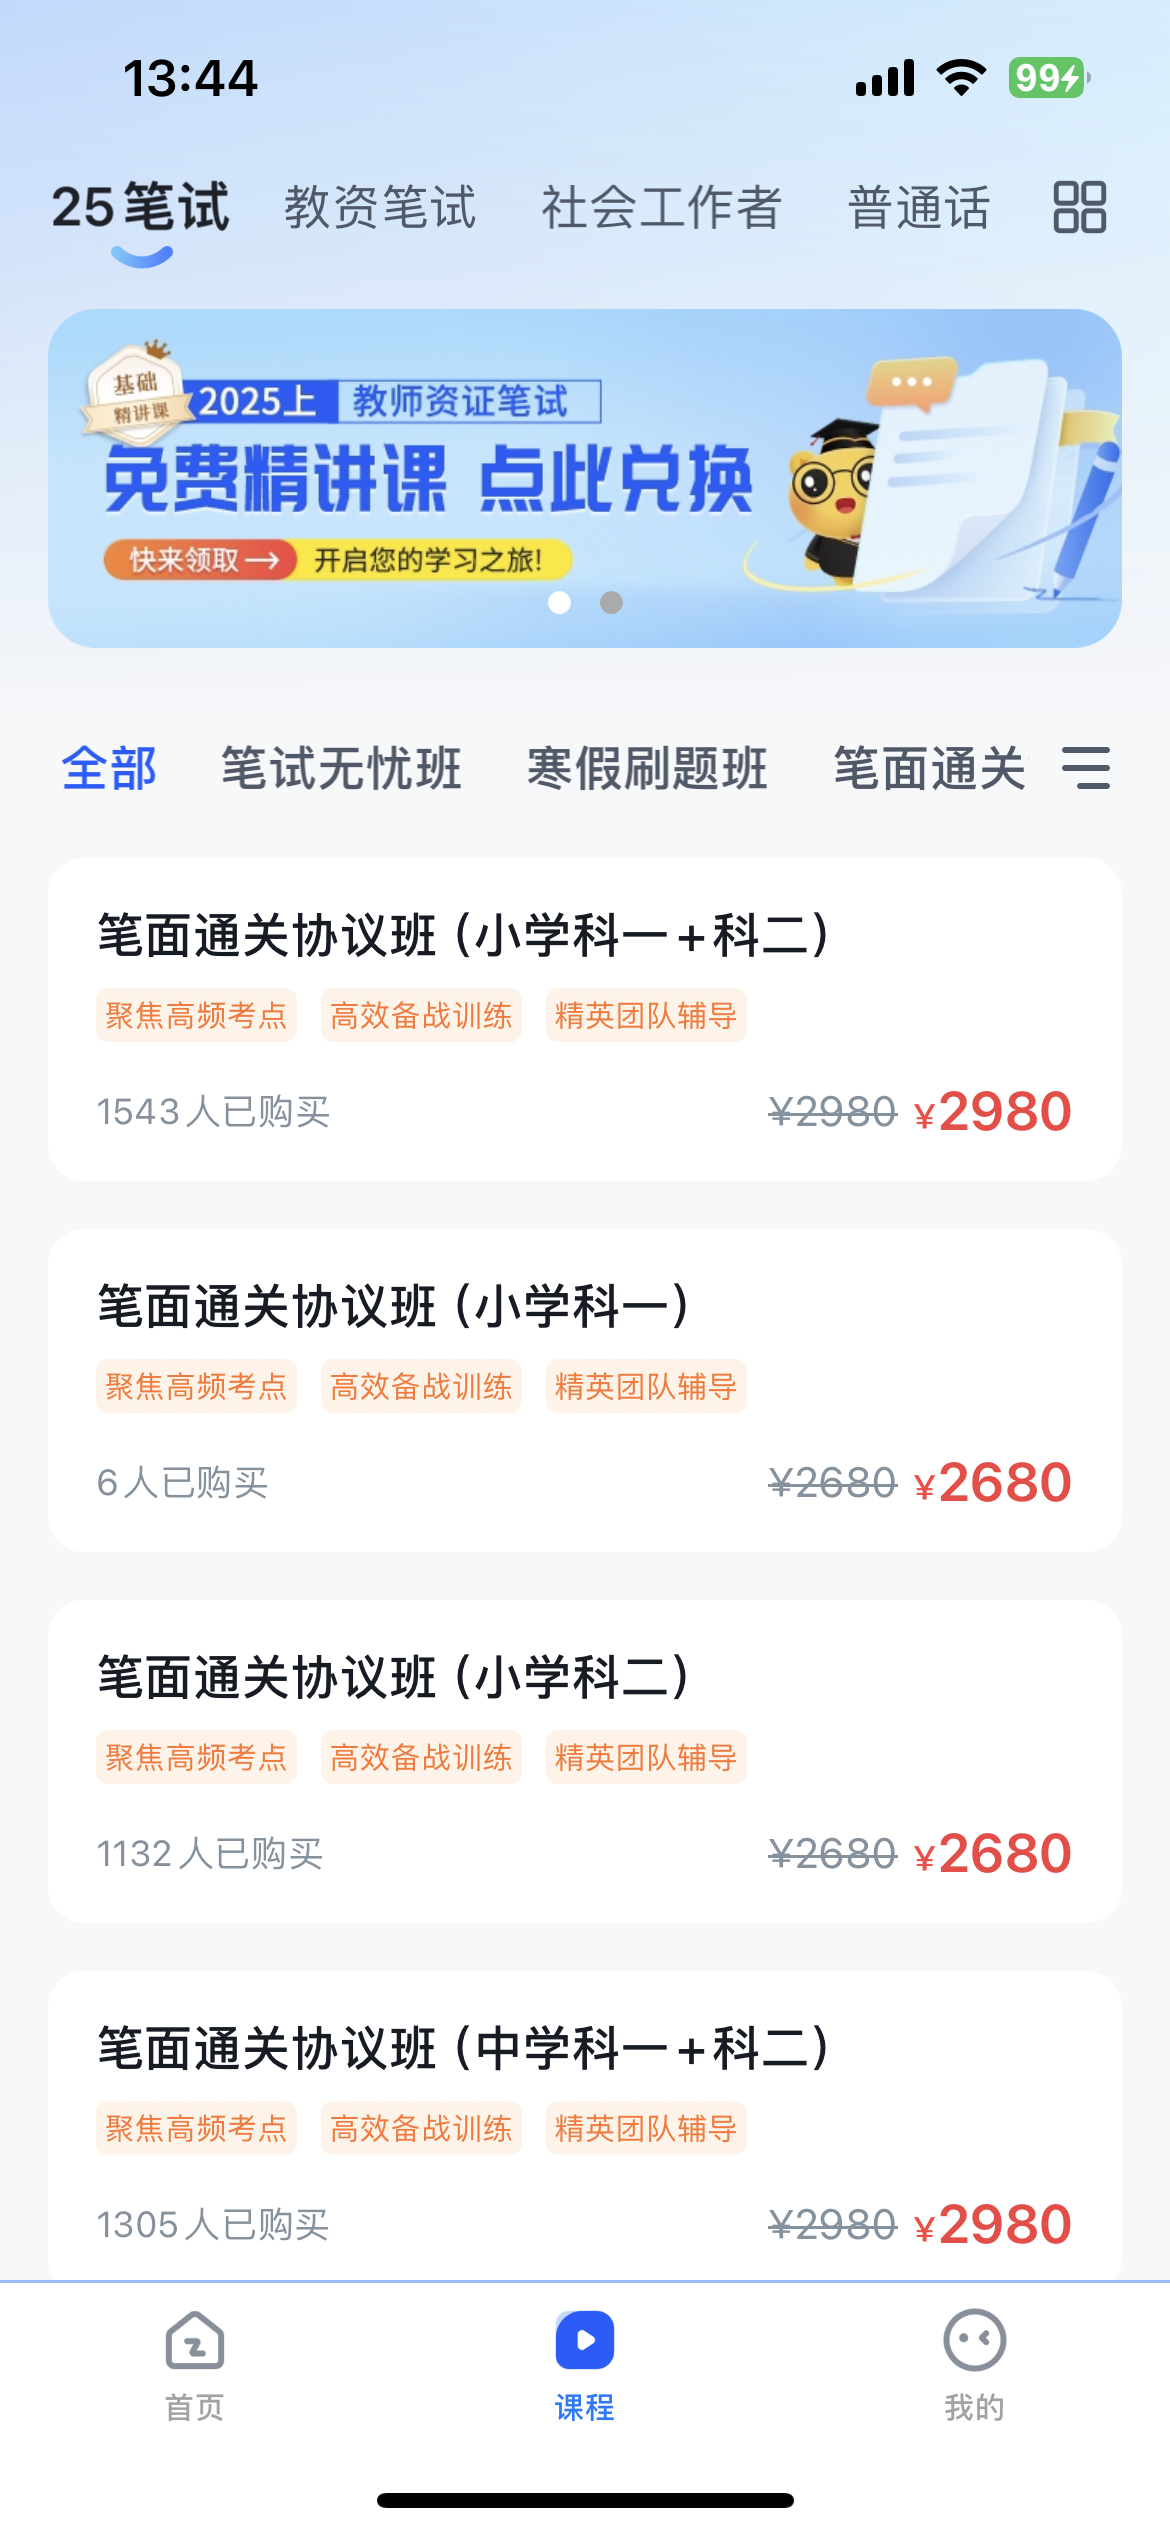 13:44
99
25笔试 教资笔试 社会工作者 普通话
基础
精讲课
2025上 教师资证笔试
免费精讲课 点此兑换
快来领取→ 开启您的学习之旅!
全部 笔试无忧班 寒假刷题班 笔面通关
笔面通关协议班（小学科一+科二）
聚焦高频考点 高效备战训练 精英团队辅导
1543人已购买 ¥2980 ¥2980
笔面通关协议班（小学科一）
聚焦高频考点 高效备战训练 精英团队辅导
6人已购买 ¥2680 ¥2680
笔面通关协议班（小学科二）
聚焦高频考点 高效备战训练 精英团队辅导
1132人已购买 ¥2680 ¥2680
笔面通关协议班（中学科一+科二）
聚焦高频考点 高效备战训练 精英团队辅导
1305人已购买 ¥2980 ¥2980
首页 课程 我的